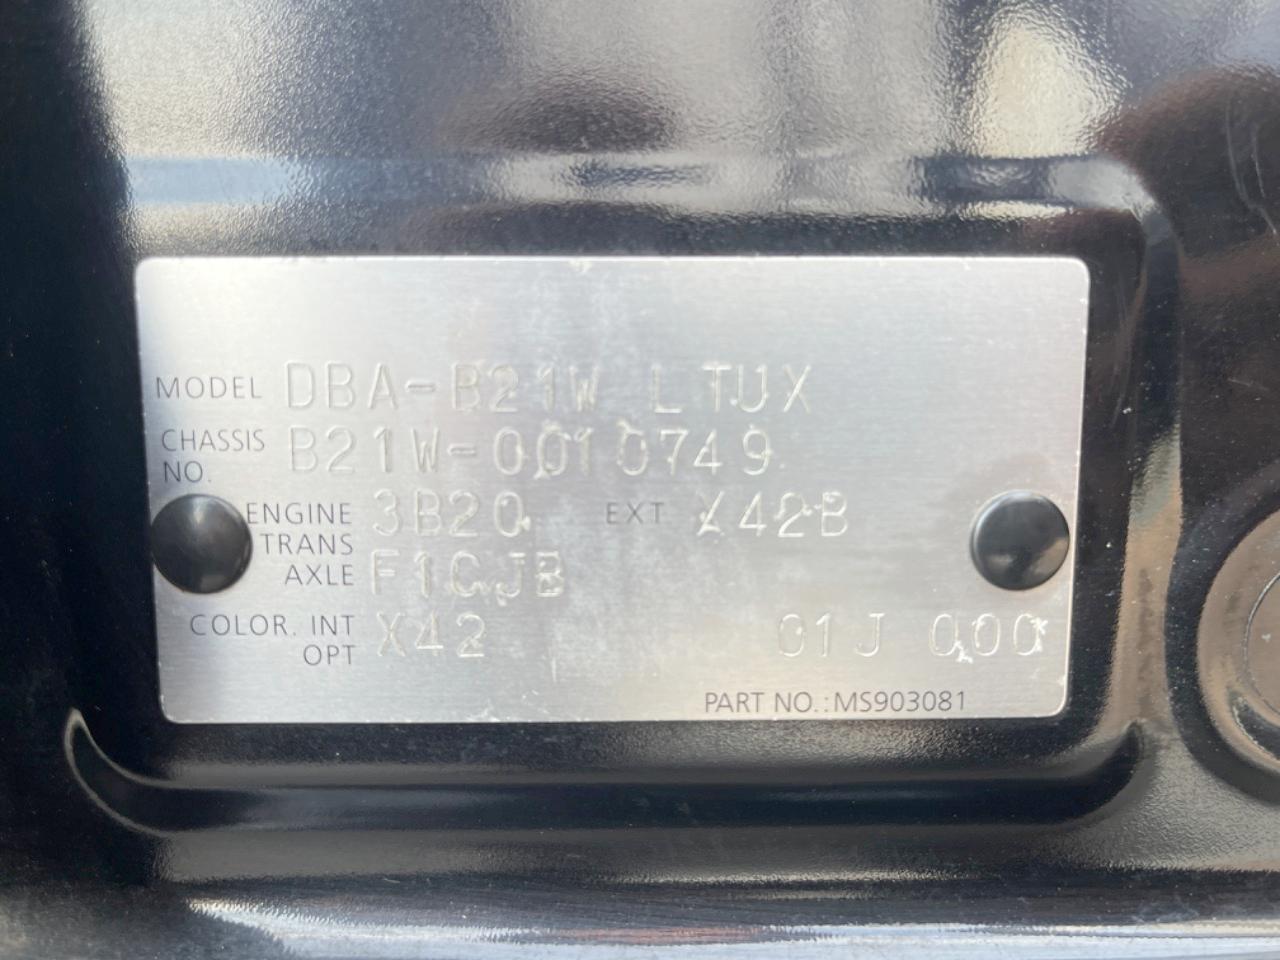 MODEL DBA-B21W LTUX
CHASSIS NO. B21W-0010749
ENGINE 3B20 EXT X42B
TRANS AXLE F1CJB
COLOR. INT OPT X42 01J 000
PART NO.: MS903081